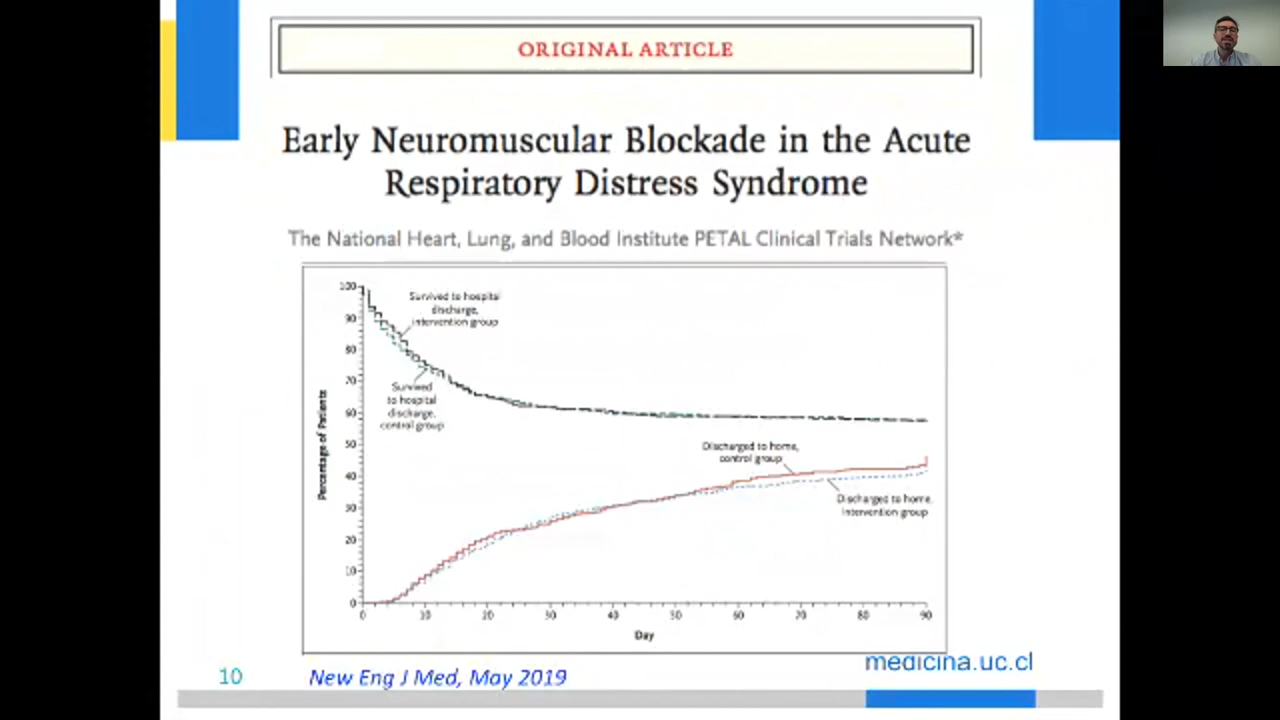 ORIGINAL ARTICLE
Early Neuromuscular Blockade in the Acute
Respiratory Distress Syndrome
The National Heart, Lung, and Blood Institute PETAL Clinical Trials Network*
Percentage of Patients
100
90
80
70
60
50
40
30
20
10
0
Survived to hospital
discharge,
intervention group
Survived
to hospital
discharge,
control group
Discharged to home,
control group
Discharged to home,
intervention group
0 10 20 30 40 50 60 70 80 90
Day
medicina.uc.cl
10
New Eng J Med, May 2019